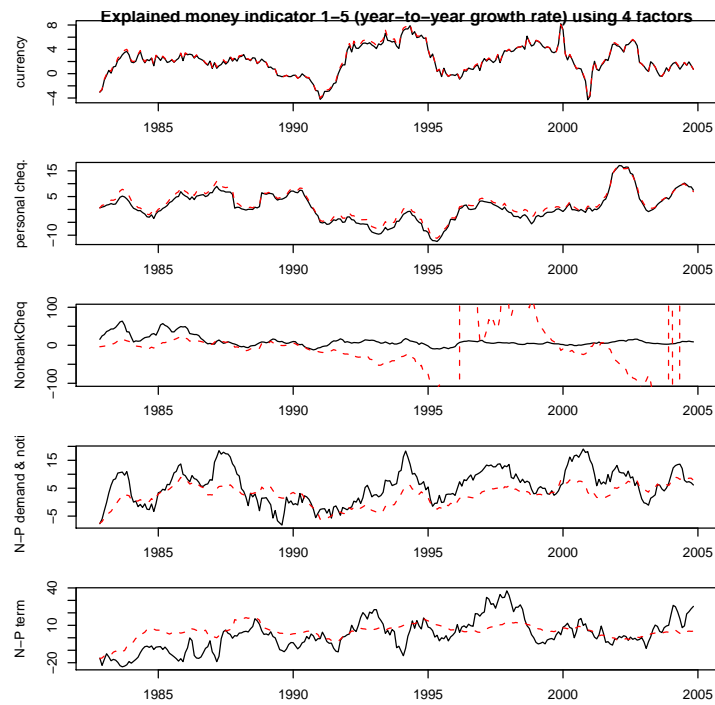 Explained money indicator 1−5 (year−to−year growth rate) using 4 factors
currency
8
4
0
−4
1985 1990 1995 2000 2005
personal cheq.
15
5
−10
1985 1990 1995 2000 2005
NonbankCheq
100
0
−100
1985 1990 1995 2000 2005
N−P demand & noti
15
5
−5
1985 1990 1995 2000 2005
N−P term
40
10
−20
1985 1990 1995 2000 2005